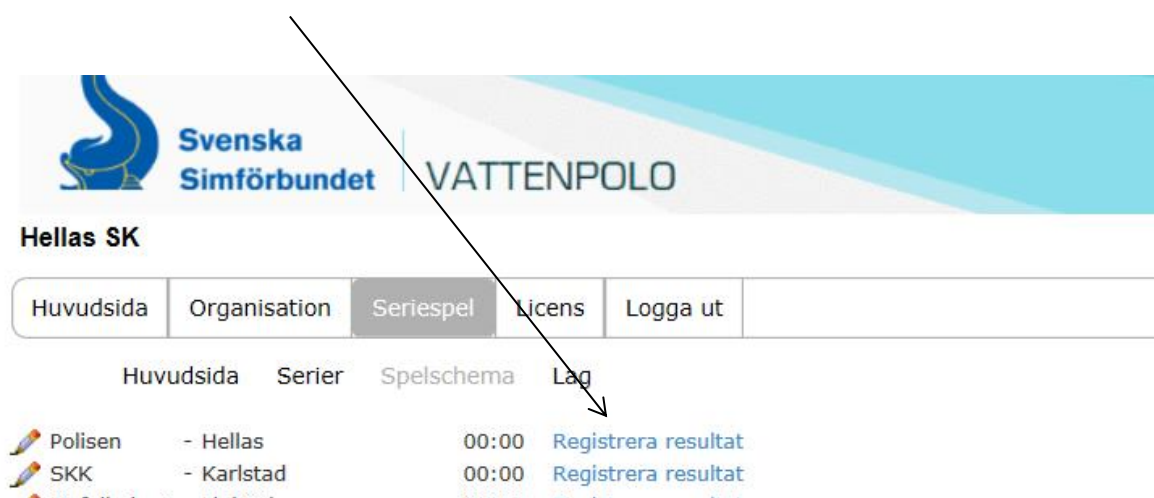 Svenska
Simförbundet VATTENPOLO
Hellas SK
Huvudsida Organisation Seriespel Licens Logga ut
Huvudsida Serier Spelschema Lag
Polisen - Hellas 00:00 Registrera resultat
SKK - Karlstad 00:00 Registrera resultat